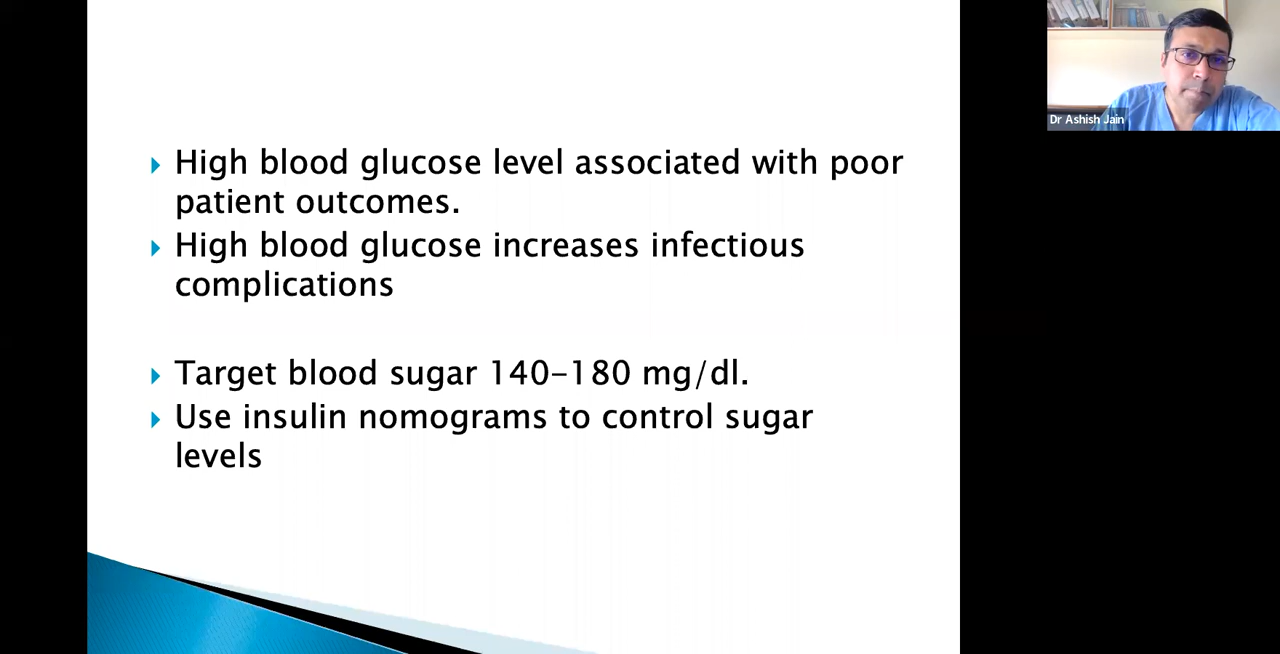 High blood glucose level associated with poor
patient outcomes.
High blood glucose increases infectious
complications
Target blood sugar 140-180 mg/dl.
Use insulin nomograms to control sugar
levels
Dr Ashish Jain